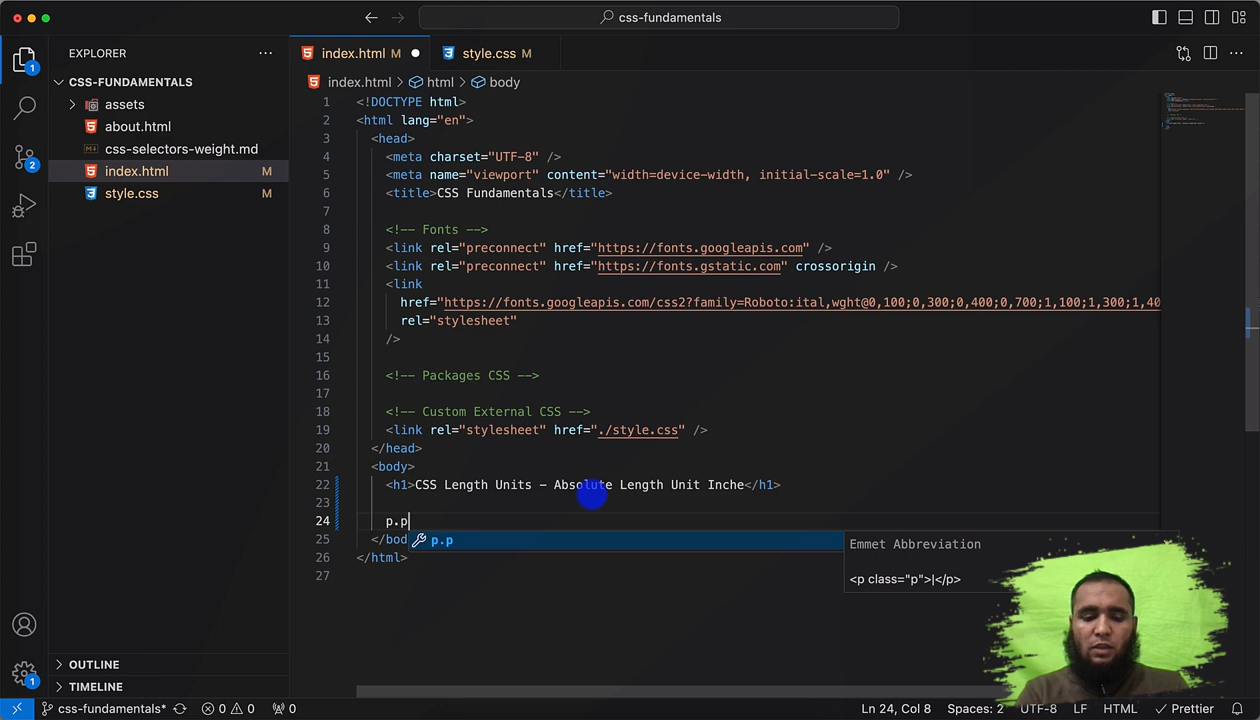 css-fundamentals
EXPLORER
CSS-FUNDAMENTALS
assets
about.html
css-selectors-weight.md
index.html M
style.css M
OUTLINE
TIMELINE
1
2
1
index.html M
style.css M
index.html > html > body
1 <!DOCTYPE html>
2 <html lang="en">
3 <head>
4 <meta charset="UTF-8" />
5 <meta name="viewport" content="width=device-width, initial-scale=1.0" />
6 <title>CSS Fundamentals</title>
7
8 <!-- Fonts -->
9 <link rel="preconnect" href="https://fonts.googleapis.com" />
10 <link rel="preconnect" href="https://fonts.gstatic.com" crossorigin />
11 <link
12 href="https://fonts.googleapis.com/css2?family=Roboto:ital,wght@0,100;0,300;0,400;0,700;1,100;1,300;1,40
13 rel="stylesheet"
14 />
15
16 <!-- Packages CSS -->
17
18 <!-- Custom External CSS -->
19 <link rel="stylesheet" href="./style.css" />
20 </head>
21 <body>
22 <h1>CSS Length Units - Absolute Length Unit Inche</h1>
23
24 p.p
25 </bod
26 </html>
27
p.p
Emmet Abbreviation
<p class="p">|</p>
css-fundamentals* 0 0 0
Ln 24, Col 8 Spaces: 2 UTF-8 LF HTML Prettier